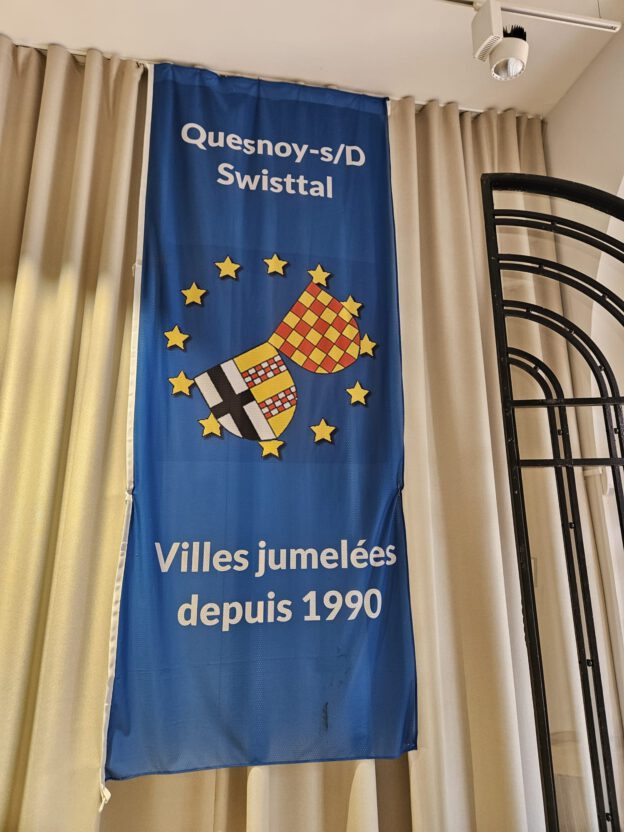 Quesnoy-s/D
Swisttal
Villes jumelées
depuis 1990